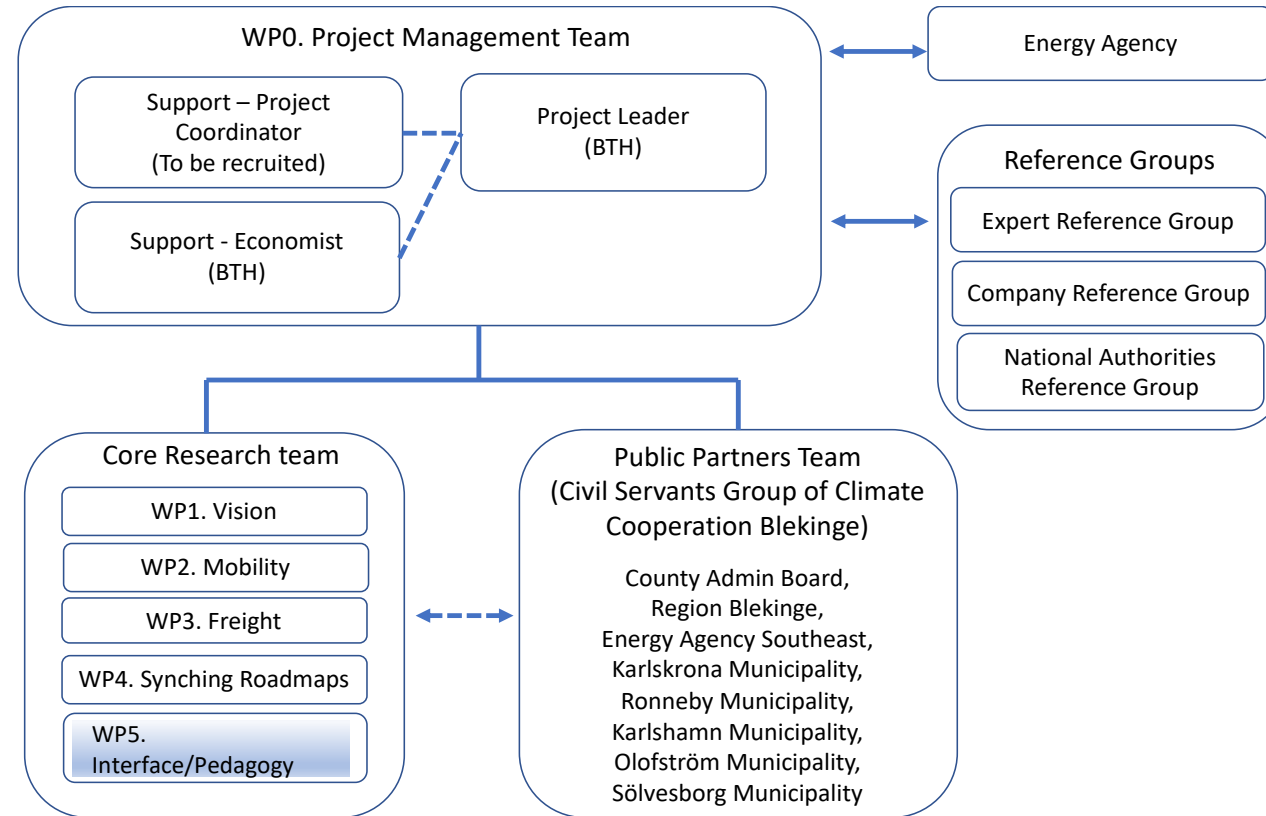 WP0. Project Management Team
Support – Project
Coordinator
(To be recruited)
Project Leader
(BTH)
Support - Economist
(BTH)
Energy Agency
Reference Groups
Expert Reference Group
Company Reference Group
National Authorities
Reference Group
Core Research team
WP1. Vision
WP2. Mobility
WP3. Freight
WP4. Synching Roadmaps
WP5.
Interface/Pedagogy
Public Partners Team
(Civil Servants Group of Climate
Cooperation Blekinge)
County Admin Board,
Region Blekinge,
Energy Agency Southeast,
Karlskrona Municipality,
Ronneby Municipality,
Karlshamn Municipality,
Olofström Municipality,
Sölvesborg Municipality